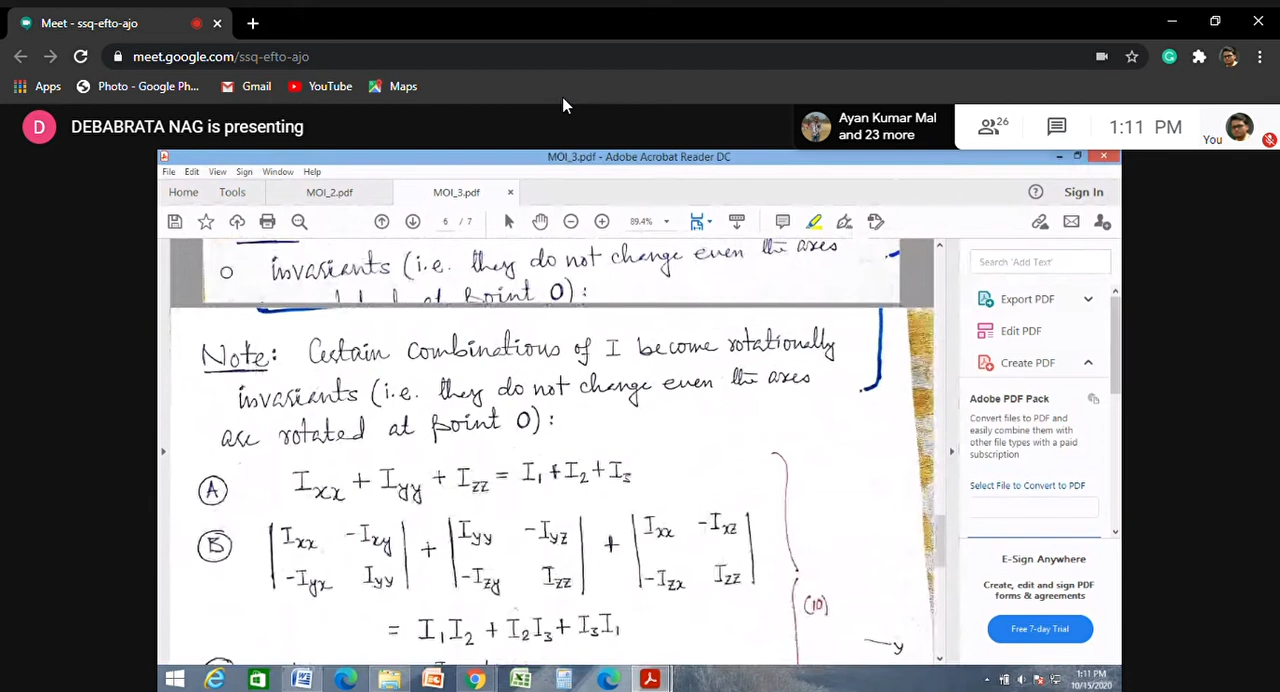 Meet - ssq-efto-ajo
meet.google.com/ssq-efto-ajo
Apps Photo - Google Ph... Gmail YouTube Maps
D DEBABRATA NAG is presenting
Ayan Kumar Mal
and 23 more
26
1:11 PM
You
MOI_3.pdf - Adobe Acrobat Reader DC
File Edit View Sign Window Help
Home Tools MOI_2.pdf MOI_3.pdf × Sign In
6 / 7 89.4%
invariants (i.e. they do not change even the axes
at Point O):
Note: Certain combinations of I become rotationally
invariants (i.e. they do not change even the axes
are rotated at Point O):
(A) Ixx + Iyy + Izz = I1 + I2 + I3
(B) |Ixx -Ixy| + |Iyy -Iyz| + |Ixx -Ixz|
|-Iyx Iyy| |-Izy Izz| |-Izx Izz|
= I1I2 + I2I3 + I3I1
(10)
y
Search 'Add Text'
Export PDF
Edit PDF
Create PDF
Adobe PDF Pack
Convert files to PDF and
easily combine them with
other file types with a paid
subscription
Select File to Convert to PDF
E-Sign Anywhere
Create, edit and sign PDF
forms & agreements
Free 7-day Trial
1:11 PM
10/15/2020